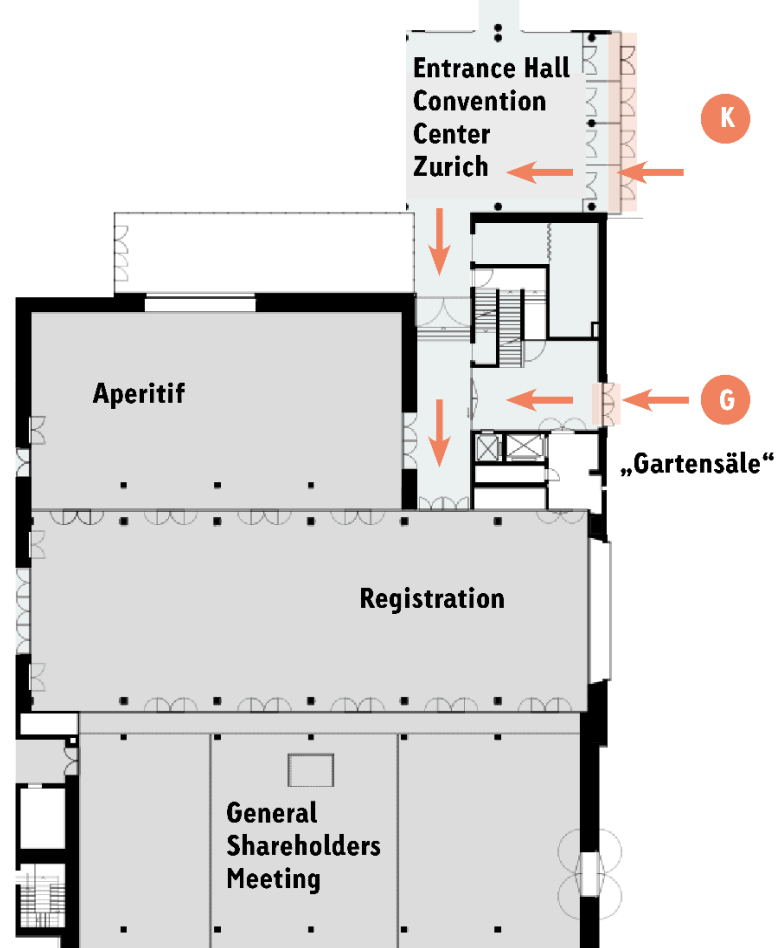 Entrance Hall
Convention
Center
Zurich
K
Aperitif
G
„Gartensäle“
Registration
General
Shareholders
Meeting